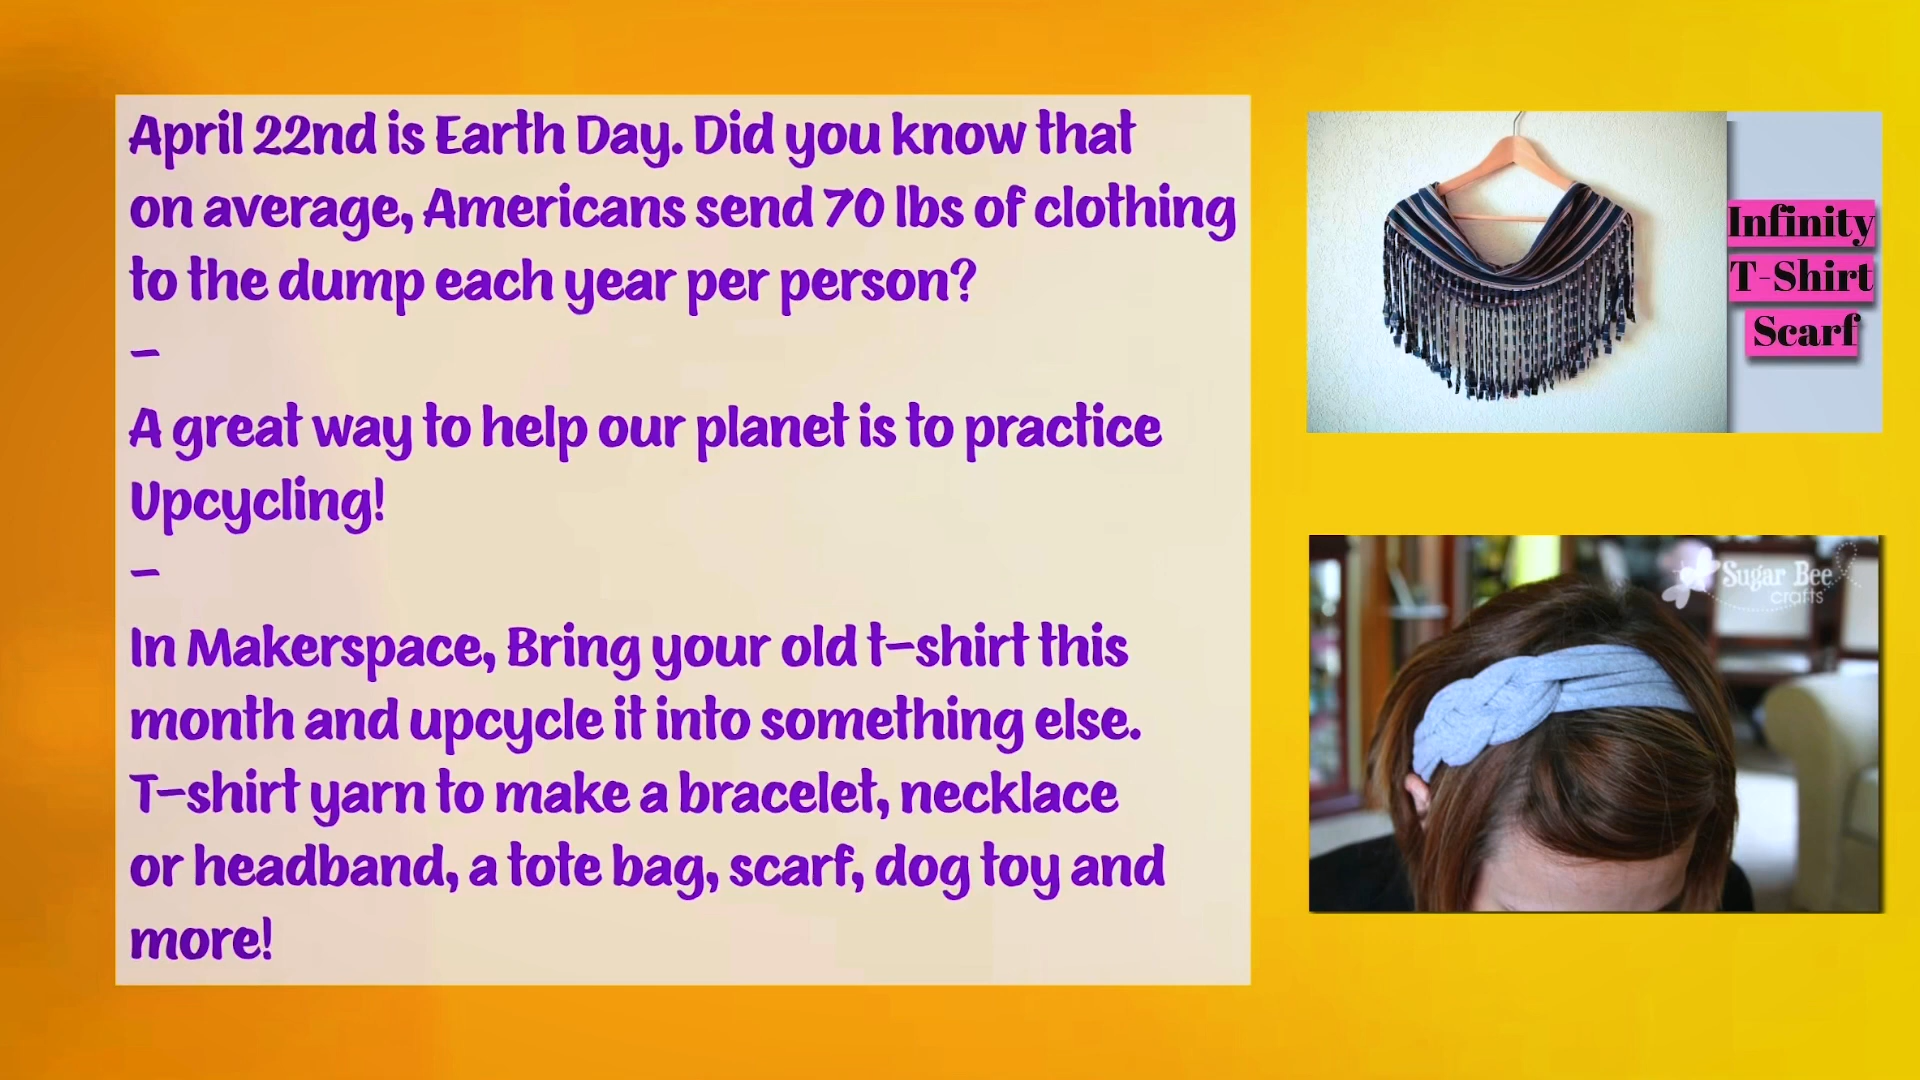 April 22nd is Earth Day. Did you know that
on average, Americans send 70 lbs of clothing
to the dump each year per person?
-
A great way to help our planet is to practice
Upcycling!
-
In Makerspace, Bring your old t-shirt this
month and upcycle it into something else.
T-shirt yarn to make a bracelet, necklace
or headband, a tote bag, scarf, dog toy and
more!
Infinity
T-Shirt
Scarf
Sugar Bee
crafts